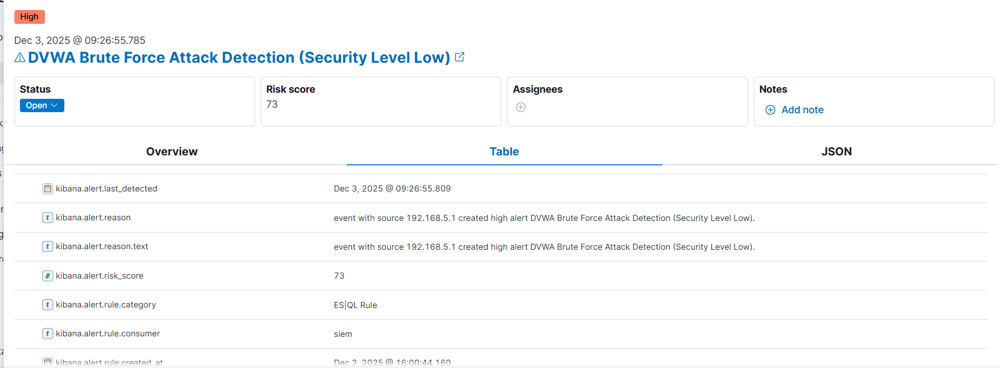 High
Dec 3, 2025 @ 09:26:55.785
DVWA Brute Force Attack Detection (Security Level Low)
Status
Open
Risk score
73
Assignees
Notes
Add note
Overview
Table
JSON
kibana.alert.last_detected Dec 3, 2025 @ 09:26:55.809
kibana.alert.reason event with source 192.168.5.1 created high alert DVWA Brute Force Attack Detection (Security Level Low).
kibana.alert.reason.text event with source 192.168.5.1 created high alert DVWA Brute Force Attack Detection (Security Level Low).
kibana.alert.risk_score 73
kibana.alert.rule.category ES|QL Rule
kibana.alert.rule.consumer siem
kibana.alert.rule.created_at Dec 2, 2025 @ 16:00:44.160